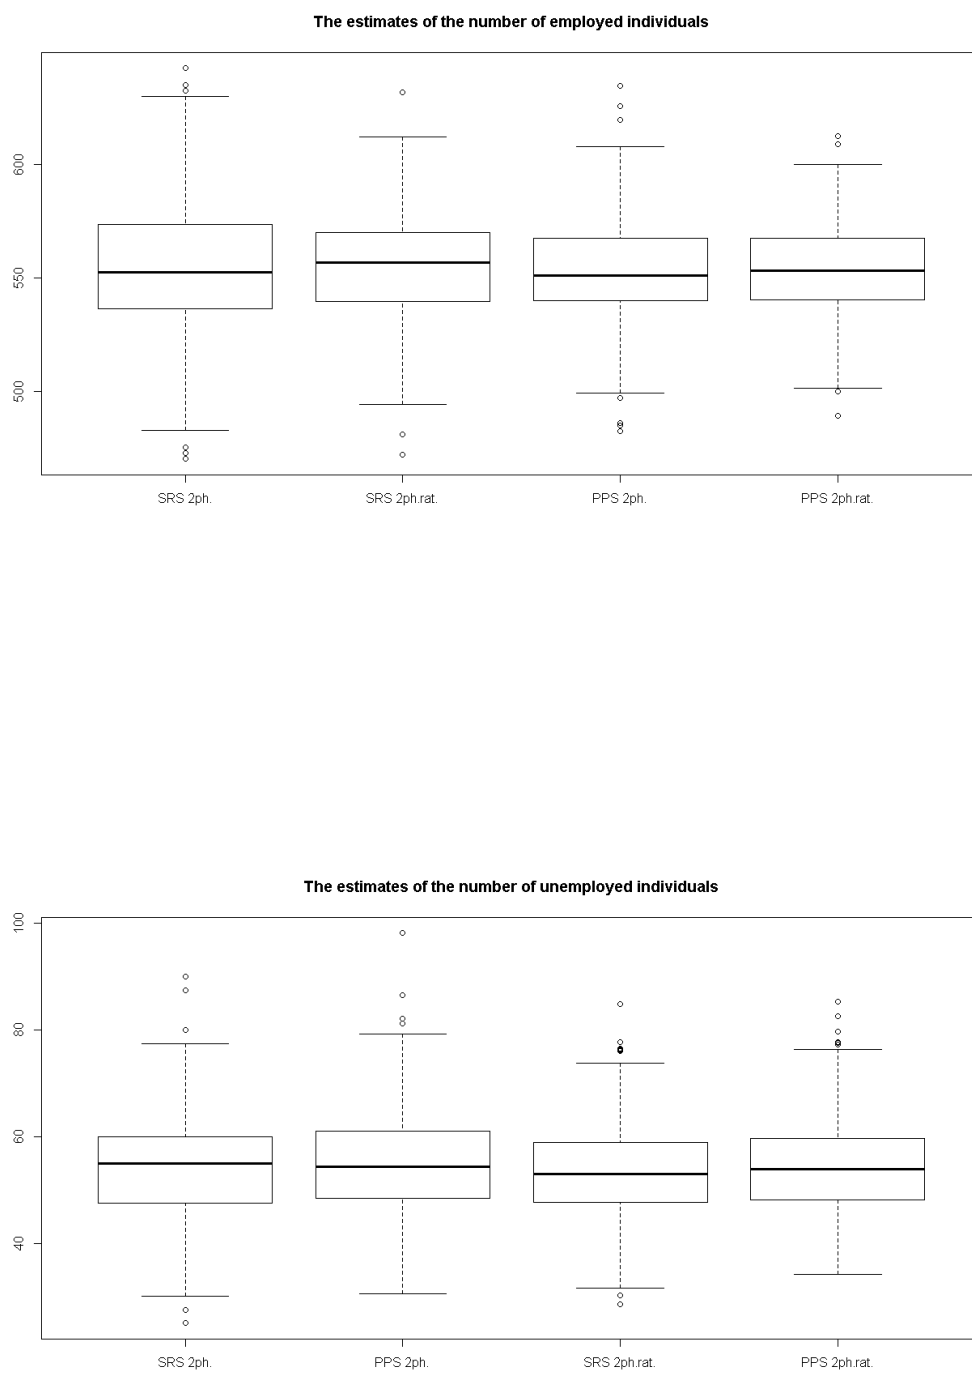 The estimates of the number of employed individuals
600
550
500
SRS 2ph. SRS 2ph.rat. PPS 2ph. PPS 2ph.rat.
The estimates of the number of unemployed individuals
100
80
60
40
SRS 2ph. PPS 2ph. SRS 2ph.rat. PPS 2ph.rat.